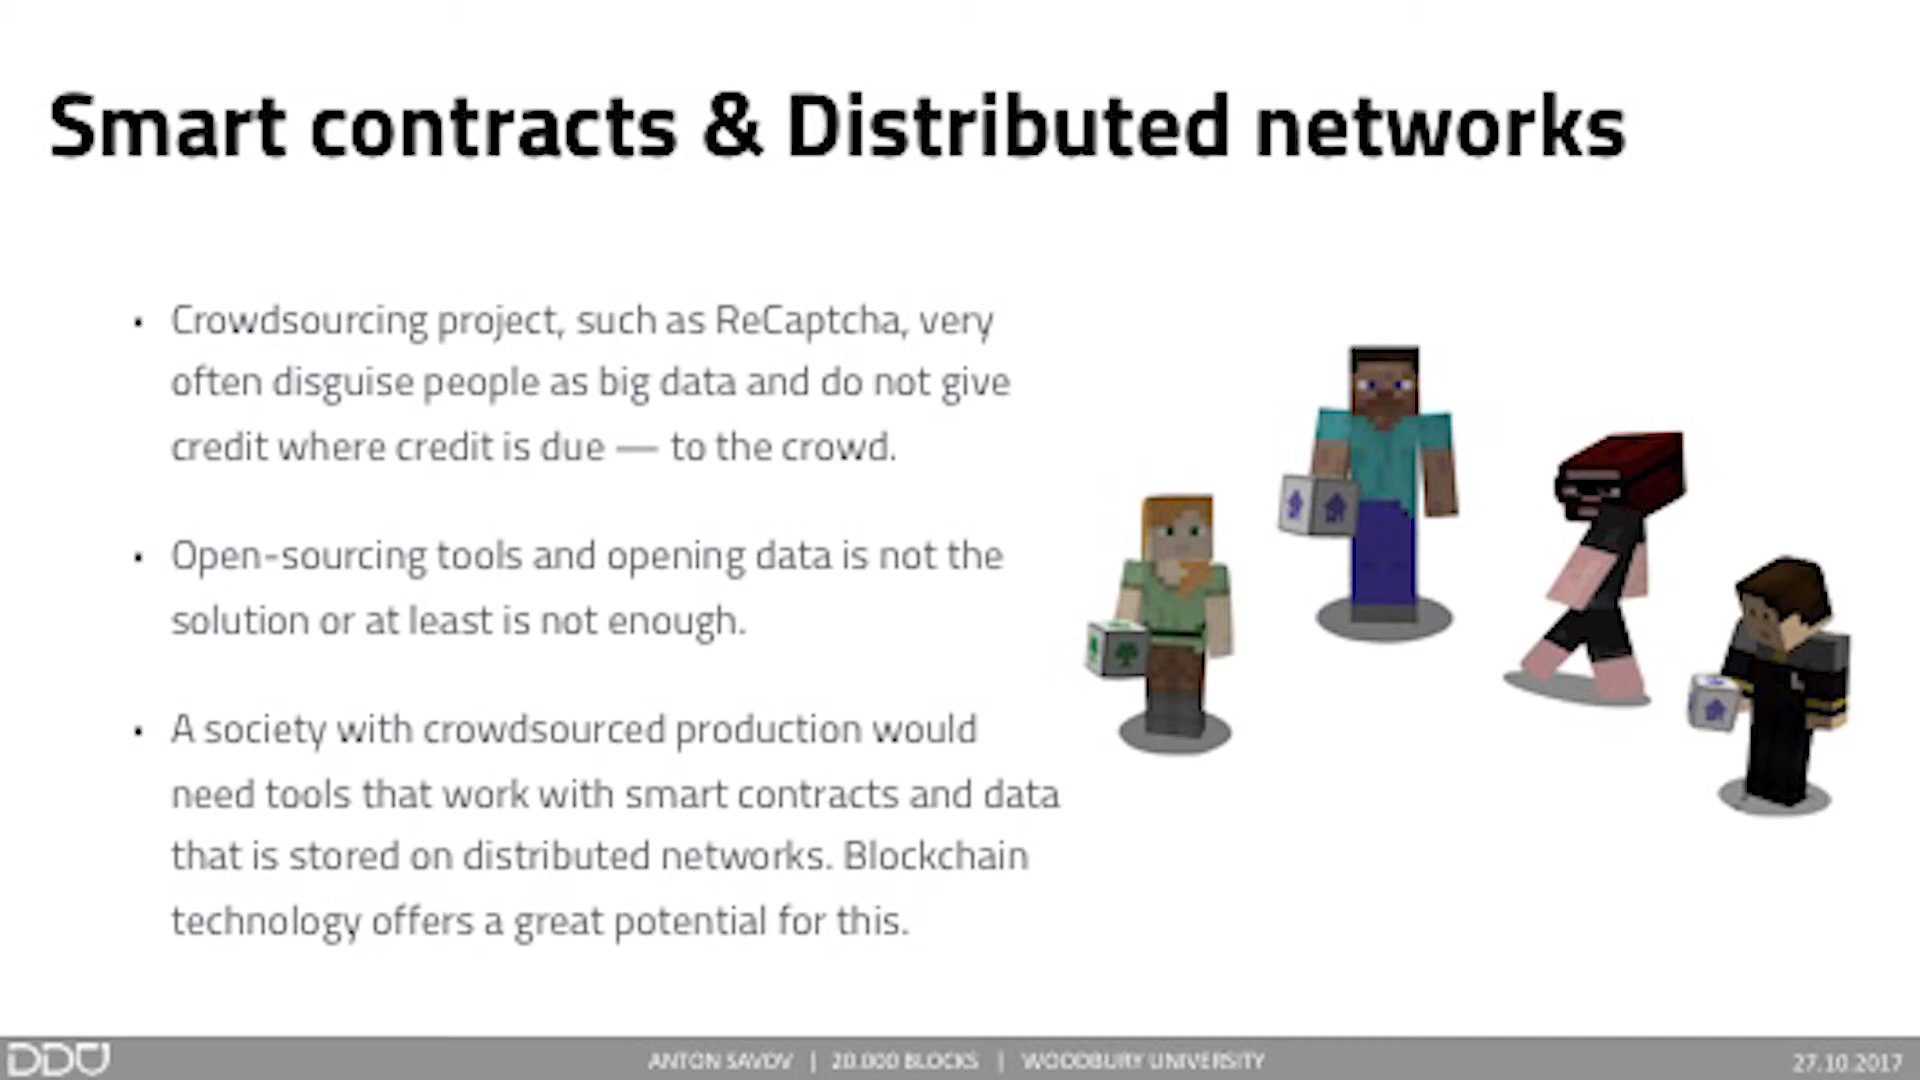 Smart contracts & Distributed networks
• Crowdsourcing project, such as ReCaptcha, very
often disguise people as big data and do not give
credit where credit is due — to the crowd.
• Open-sourcing tools and opening data is not the
solution or at least is not enough.
• A society with crowdsourced production would
need tools that work with smart contracts and data
that is stored on distributed networks. Blockchain
technology offers a great potential for this.
DDU ANTON SAVOV | 20.000 BLOCKS | WOODBURY UNIVERSITY 27.10.2017